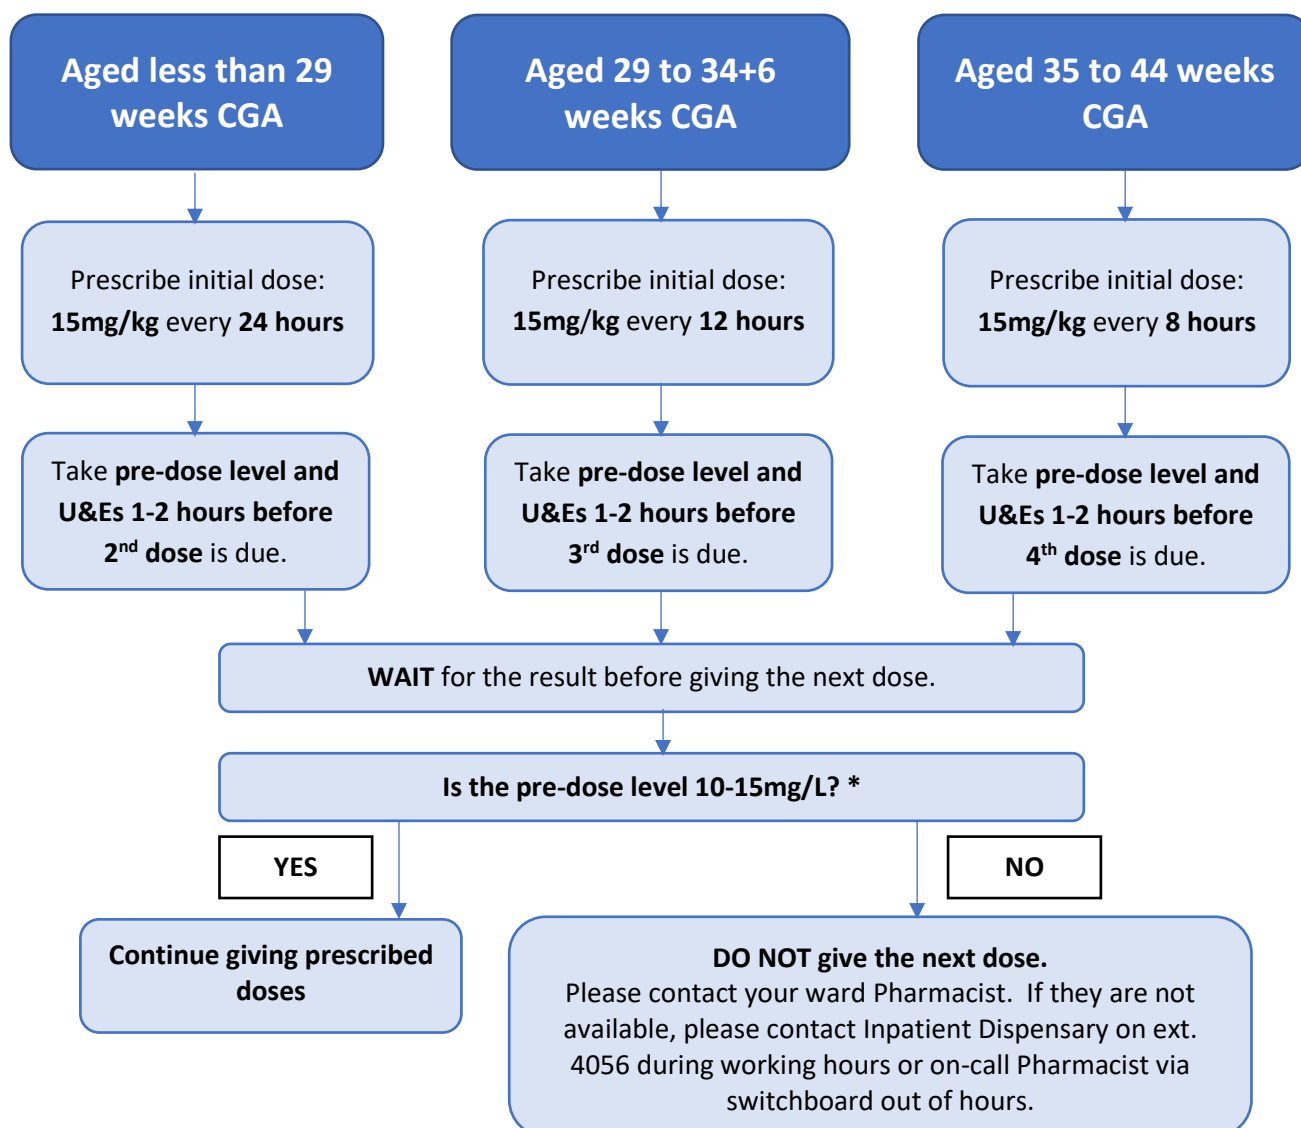 Aged less than 29
weeks CGA
Aged 29 to 34+6
weeks CGA
Aged 35 to 44 weeks
CGA
Prescribe initial dose:
15mg/kg every 24 hours
Prescribe initial dose:
15mg/kg every 12 hours
Prescribe initial dose:
15mg/kg every 8 hours
Take pre-dose level and
U&Es 1-2 hours before
2nd dose is due.
Take pre-dose level and
U&Es 1-2 hours before
3rd dose is due.
Take pre-dose level and
U&Es 1-2 hours before
4th dose is due.
WAIT for the result before giving the next dose.
Is the pre-dose level 10-15mg/L? *
YES
NO
Continue giving prescribed
doses
DO NOT give the next dose.
Please contact your ward Pharmacist.  If they are not
available, please contact Inpatient Dispensary on ext.
4056 during working hours or on-call Pharmacist via
switchboard out of hours.